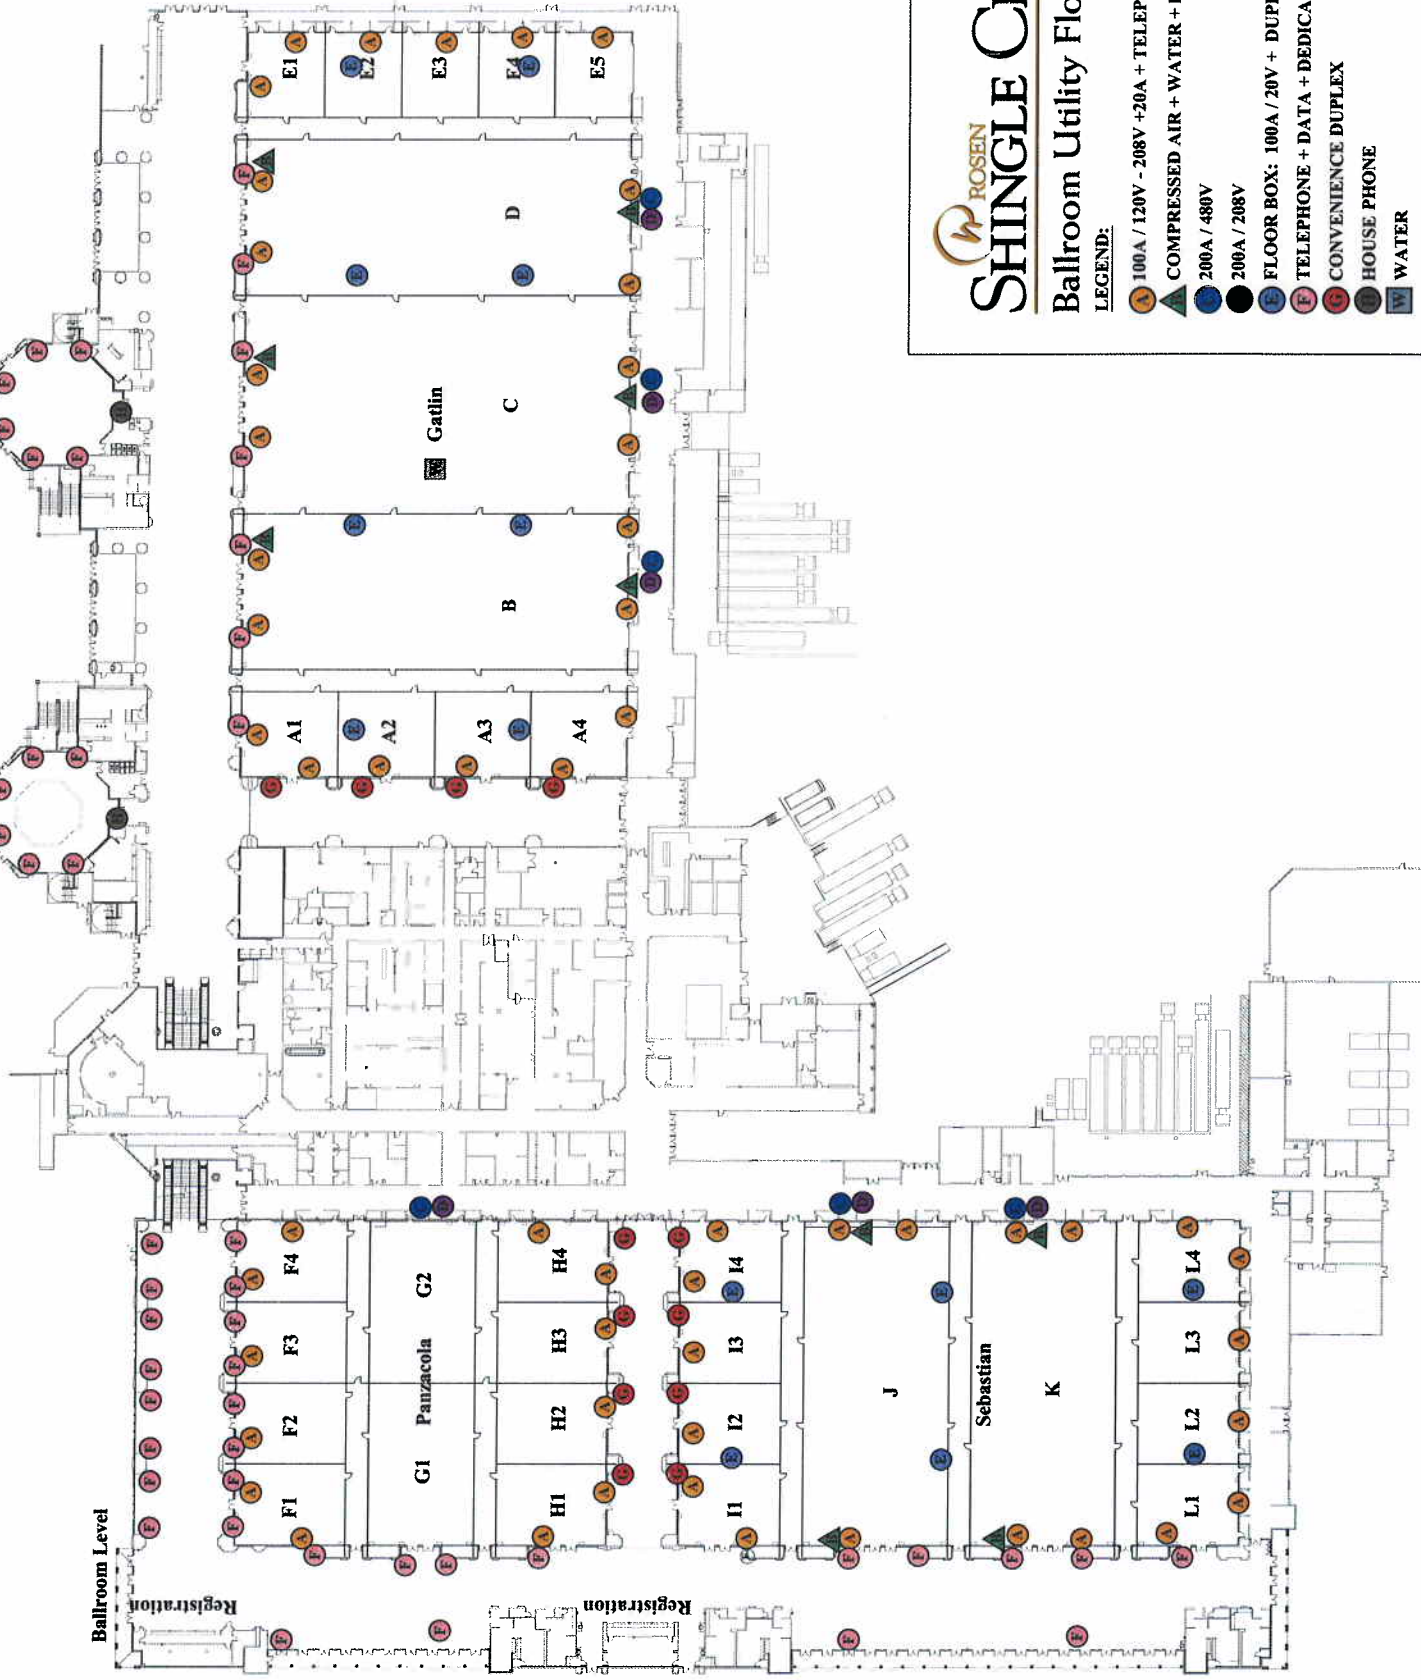 ROSEN
SHINGLE C
Ballroom Utility Flo
LEGEND:
A 100A / 120V - 208V +20A + TELEP
B COMPRESSED AIR + WATER +
C 200A / 480V
200A / 208V
E FLOOR BOX: 100A / 20V + DUPL
F TELEPHONE + DATA + DEDICA
G CONVENIENCE DUPLEX
H HOUSE PHONE
W WATER
Ballroom Level
Registration
Registration
F1
F2
F3
F4
G1
Panzacola
G2
H1
H2
H3
H4
I1
I2
I3
I4
J
Sebastian
K
L1
L2
L3
L4
A1
A2
A3
A4
B
Gatlin
C
D
E1
E2
E3
E4
E5